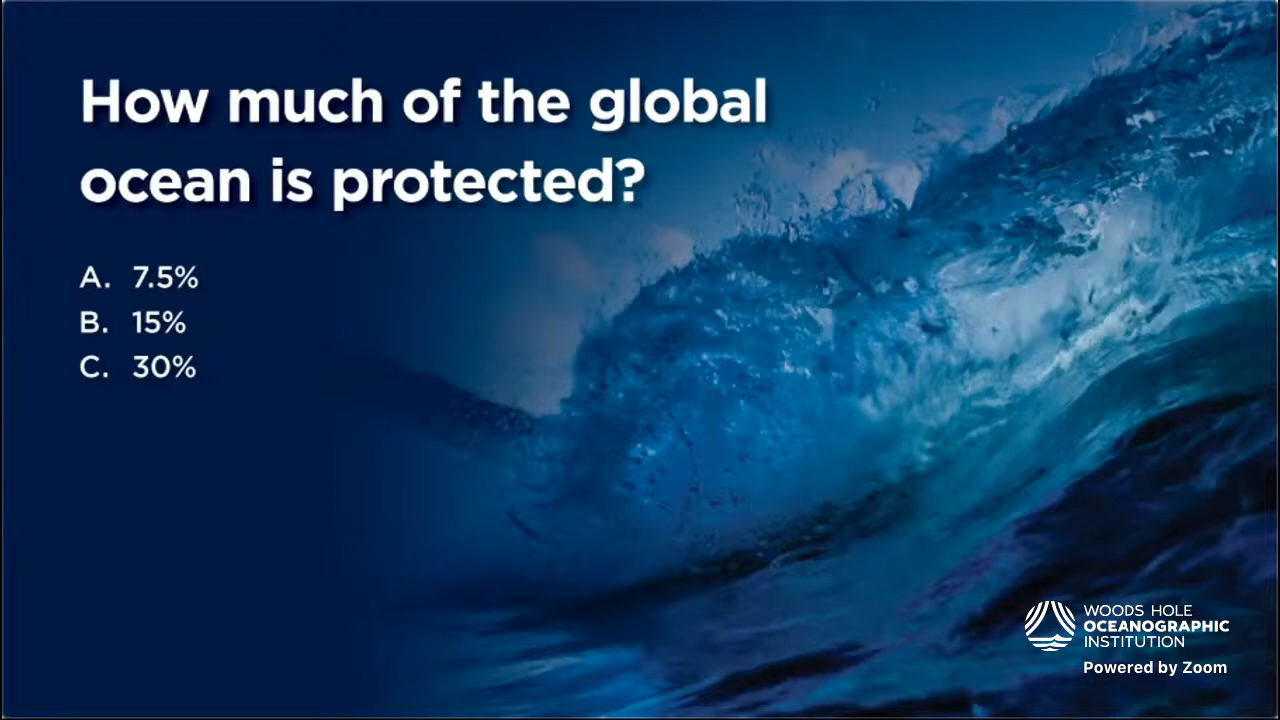 How much of the global
ocean is protected?
A. 7.5%
B. 15%
C. 30%
WOODS HOLE
OCEANOGRAPHIC
INSTITUTION
Powered by Zoom